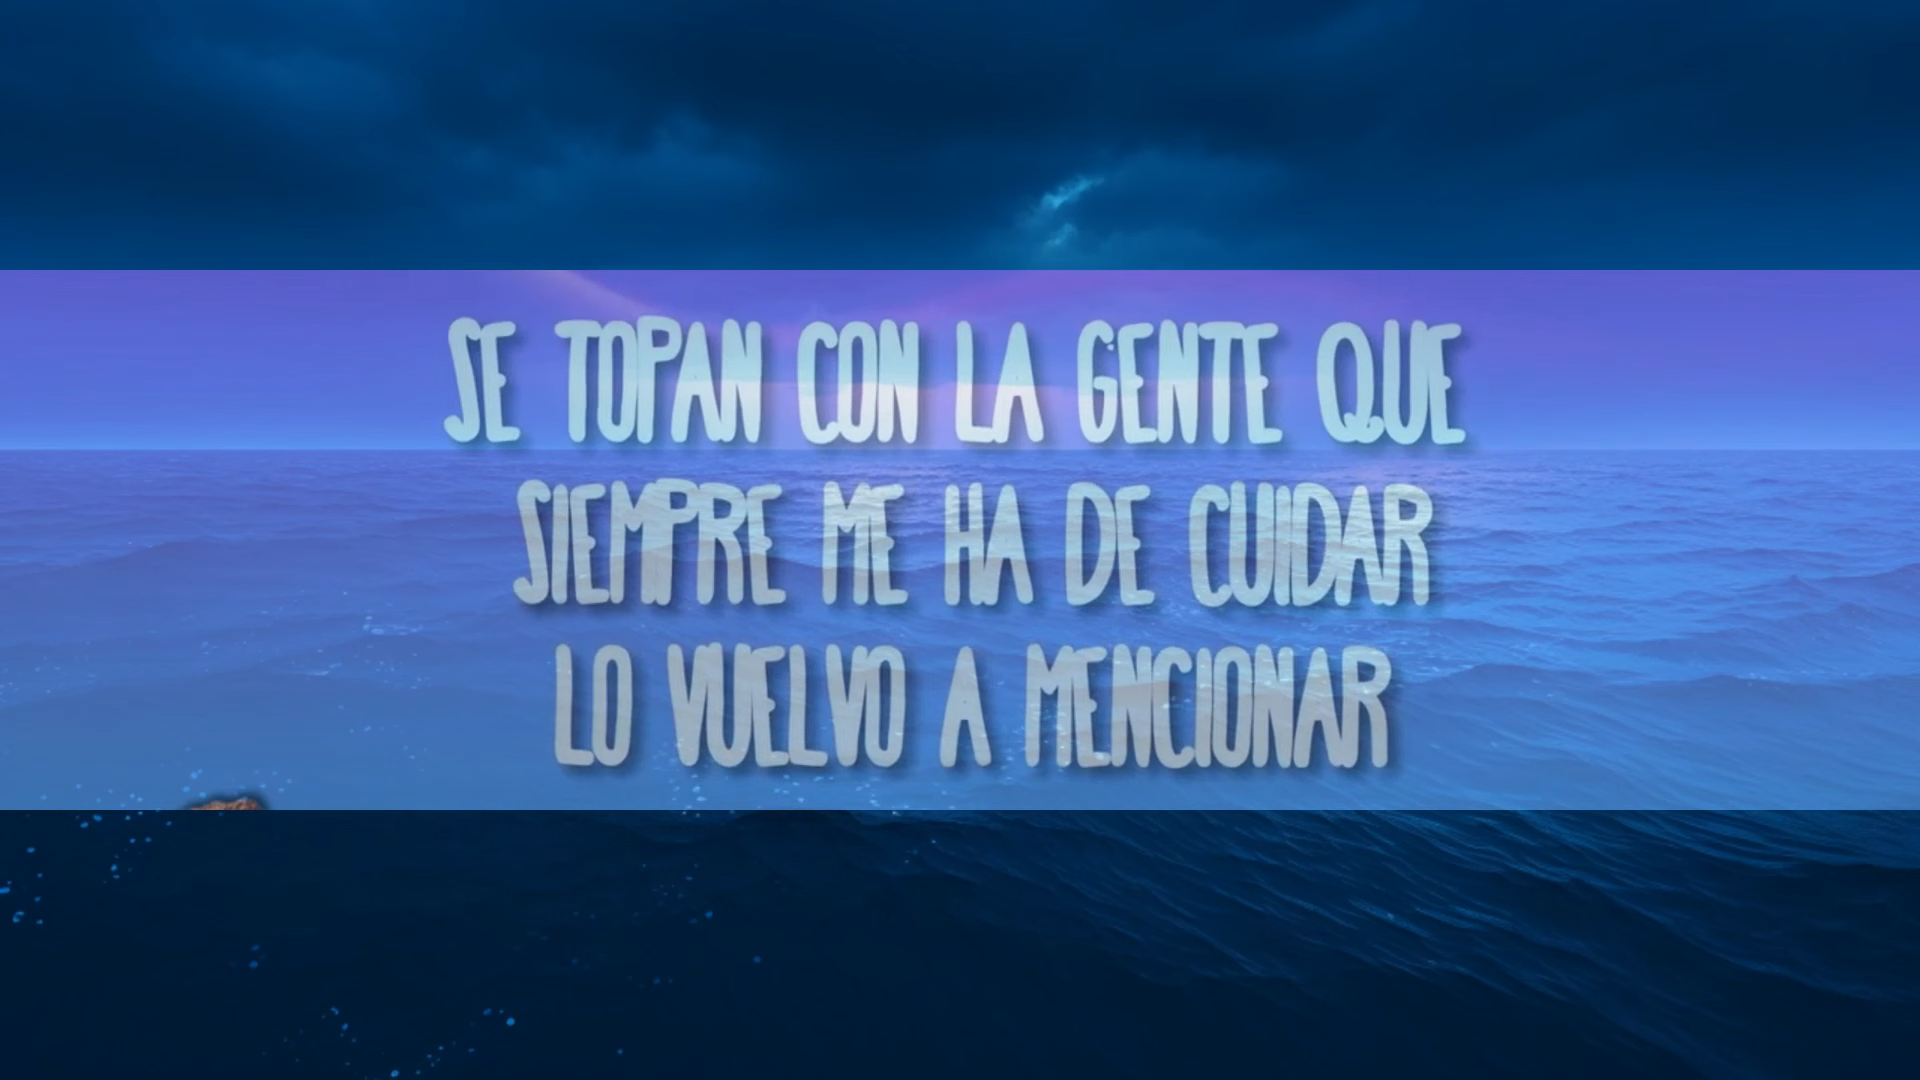 SE TOPAN CON LA GENTE QUE
SIEMPRE ME HA DE CUIDAR
LO VUELVO A MENCIONAR